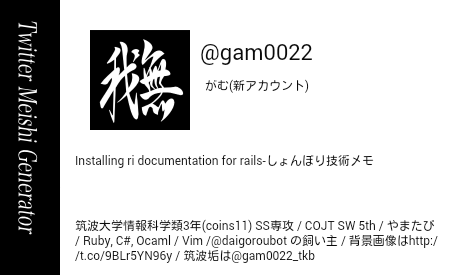 Twitter Meishi Generator
我無
@gam0022
がむ(新アカウント)
Installing ri documentation for rails-しょんぼり技術メモ
筑波大学情報科学類3年(coins11) SS専攻 / COJT SW 5th / やまたび
/ Ruby, C#, Ocaml / Vim /@daigoroubot の飼い主 / 背景画像はhttp:/
/t.co/9BLr5YN96y / 筑波垢は@gam0022_tkb